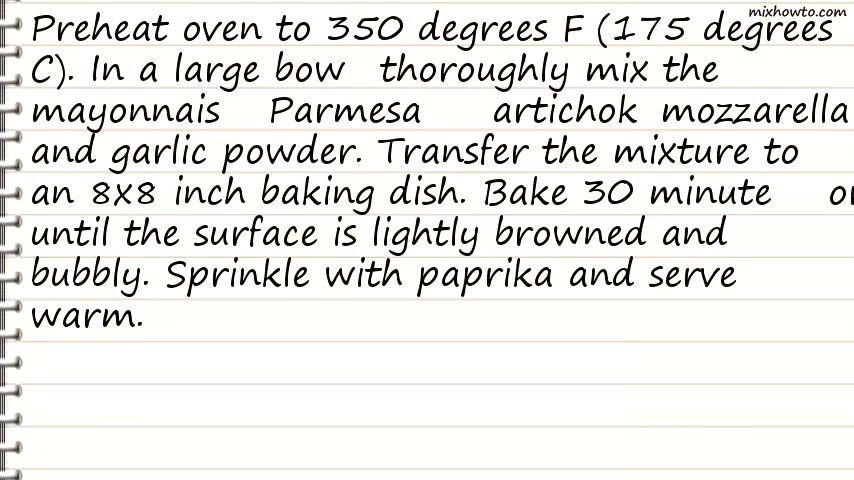 mixhowto.com
Preheat oven to 350 degrees F (175 degrees
C). In a large bow thoroughly mix the
mayonnais Parmesa artichok mozzarella
and garlic powder. Transfer the mixture to
an 8x8 inch baking dish. Bake 30 minute or
until the surface is lightly browned and
bubbly. Sprinkle with paprika and serve
warm.